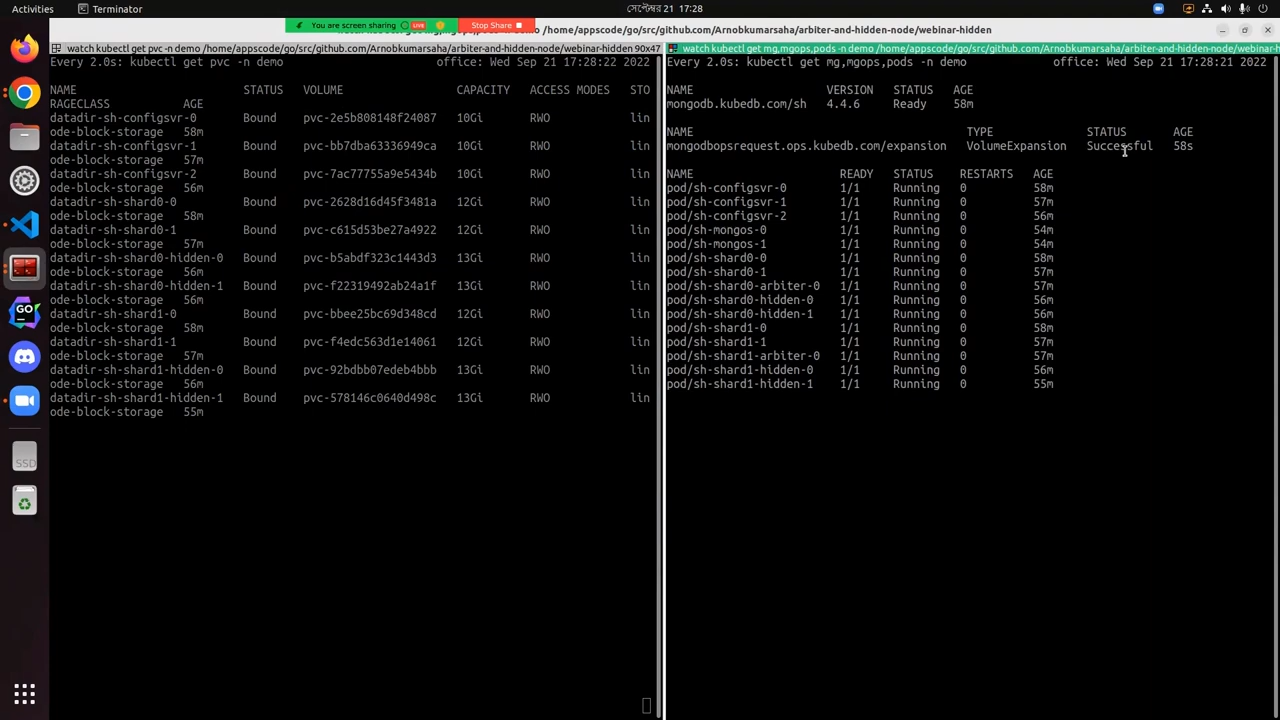 Activities
Terminator
সেপ্টেম্বর 21 17:28
You are screen sharing
LIVE
Stop Share
/home/appscode/go/src/github.com/Arnobkumarsaha/arbiter-and-hidden-node/webinar-hidden
watch kubectl get pvc -n demo /home/appscode/go/src/github.com/Arnobkumarsaha/arbiter-and-hidden-node/webinar-hidden 90x47
Every 2.0s: kubectl get pvc -n demo office: Wed Sep 21 17:28:22 2022
NAME STATUS VOLUME CAPACITY ACCESS MODES STO
RAGECLASS AGE
datadir-sh-configsvr-0 Bound pvc-2e5b808148f24087 10Gi RWO lin
ode-block-storage 58m
datadir-sh-configsvr-1 Bound pvc-bb7dba63336949ca 10Gi RWO lin
ode-block-storage 57m
datadir-sh-configsvr-2 Bound pvc-7ac77755a9e5434b 10Gi RWO lin
ode-block-storage 56m
datadir-sh-shard0-0 Bound pvc-2628d16d45f3481a 12Gi RWO lin
ode-block-storage 58m
datadir-sh-shard0-1 Bound pvc-c615d53be27a4922 12Gi RWO lin
ode-block-storage 57m
datadir-sh-shard0-hidden-0 Bound pvc-b5abdf323c1443d3 13Gi RWO lin
ode-block-storage 56m
datadir-sh-shard0-hidden-1 Bound pvc-f22319492ab24a1f 13Gi RWO lin
ode-block-storage 56m
datadir-sh-shard1-0 Bound pvc-bbee25bc69d348cd 12Gi RWO lin
ode-block-storage 58m
datadir-sh-shard1-1 Bound pvc-f4edc563d1e14061 12Gi RWO lin
ode-block-storage 57m
datadir-sh-shard1-hidden-0 Bound pvc-92bdbb07edeb4bbb 13Gi RWO lin
ode-block-storage 56m
datadir-sh-shard1-hidden-1 Bound pvc-578146c0640d498c 13Gi RWO lin
ode-block-storage 55m
watch kubectl get mg,mgops,pods -n demo /home/appscode/go/src/github.com/Arnobkumarsaha/arbiter-and-hidden-node/webinar-h
Every 2.0s: kubectl get mg,mgops,pods -n demo office: Wed Sep 21 17:28:21 2022
NAME VERSION STATUS AGE
mongodb.kubedb.com/sh 4.4.6 Ready 58m
NAME TYPE STATUS AGE
mongodbopsrequest.ops.kubedb.com/expansion VolumeExpansion Successful 58s
NAME READY STATUS RESTARTS AGE
pod/sh-configsvr-0 1/1 Running 0 58m
pod/sh-configsvr-1 1/1 Running 0 57m
pod/sh-configsvr-2 1/1 Running 0 56m
pod/sh-mongos-0 1/1 Running 0 54m
pod/sh-mongos-1 1/1 Running 0 54m
pod/sh-shard0-0 1/1 Running 0 58m
pod/sh-shard0-1 1/1 Running 0 57m
pod/sh-shard0-arbiter-0 1/1 Running 0 57m
pod/sh-shard0-hidden-0 1/1 Running 0 56m
pod/sh-shard0-hidden-1 1/1 Running 0 56m
pod/sh-shard1-0 1/1 Running 0 58m
pod/sh-shard1-1 1/1 Running 0 57m
pod/sh-shard1-arbiter-0 1/1 Running 0 57m
pod/sh-shard1-hidden-0 1/1 Running 0 56m
pod/sh-shard1-hidden-1 1/1 Running 0 55m
GO
SSD